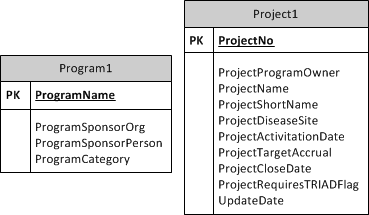 Program1
PK ProgramName
ProgramSponsorOrg
ProgramSponsorPerson
ProgramCategory
Project1
PK ProjectNo
ProjectProgramOwner
ProjectName
ProjectShortName
ProjectDiseaseSite
ProjectActivitationDate
ProjectTargetAccrual
ProjectCloseDate
ProjectRequiresTRIADFlag
UpdateDate